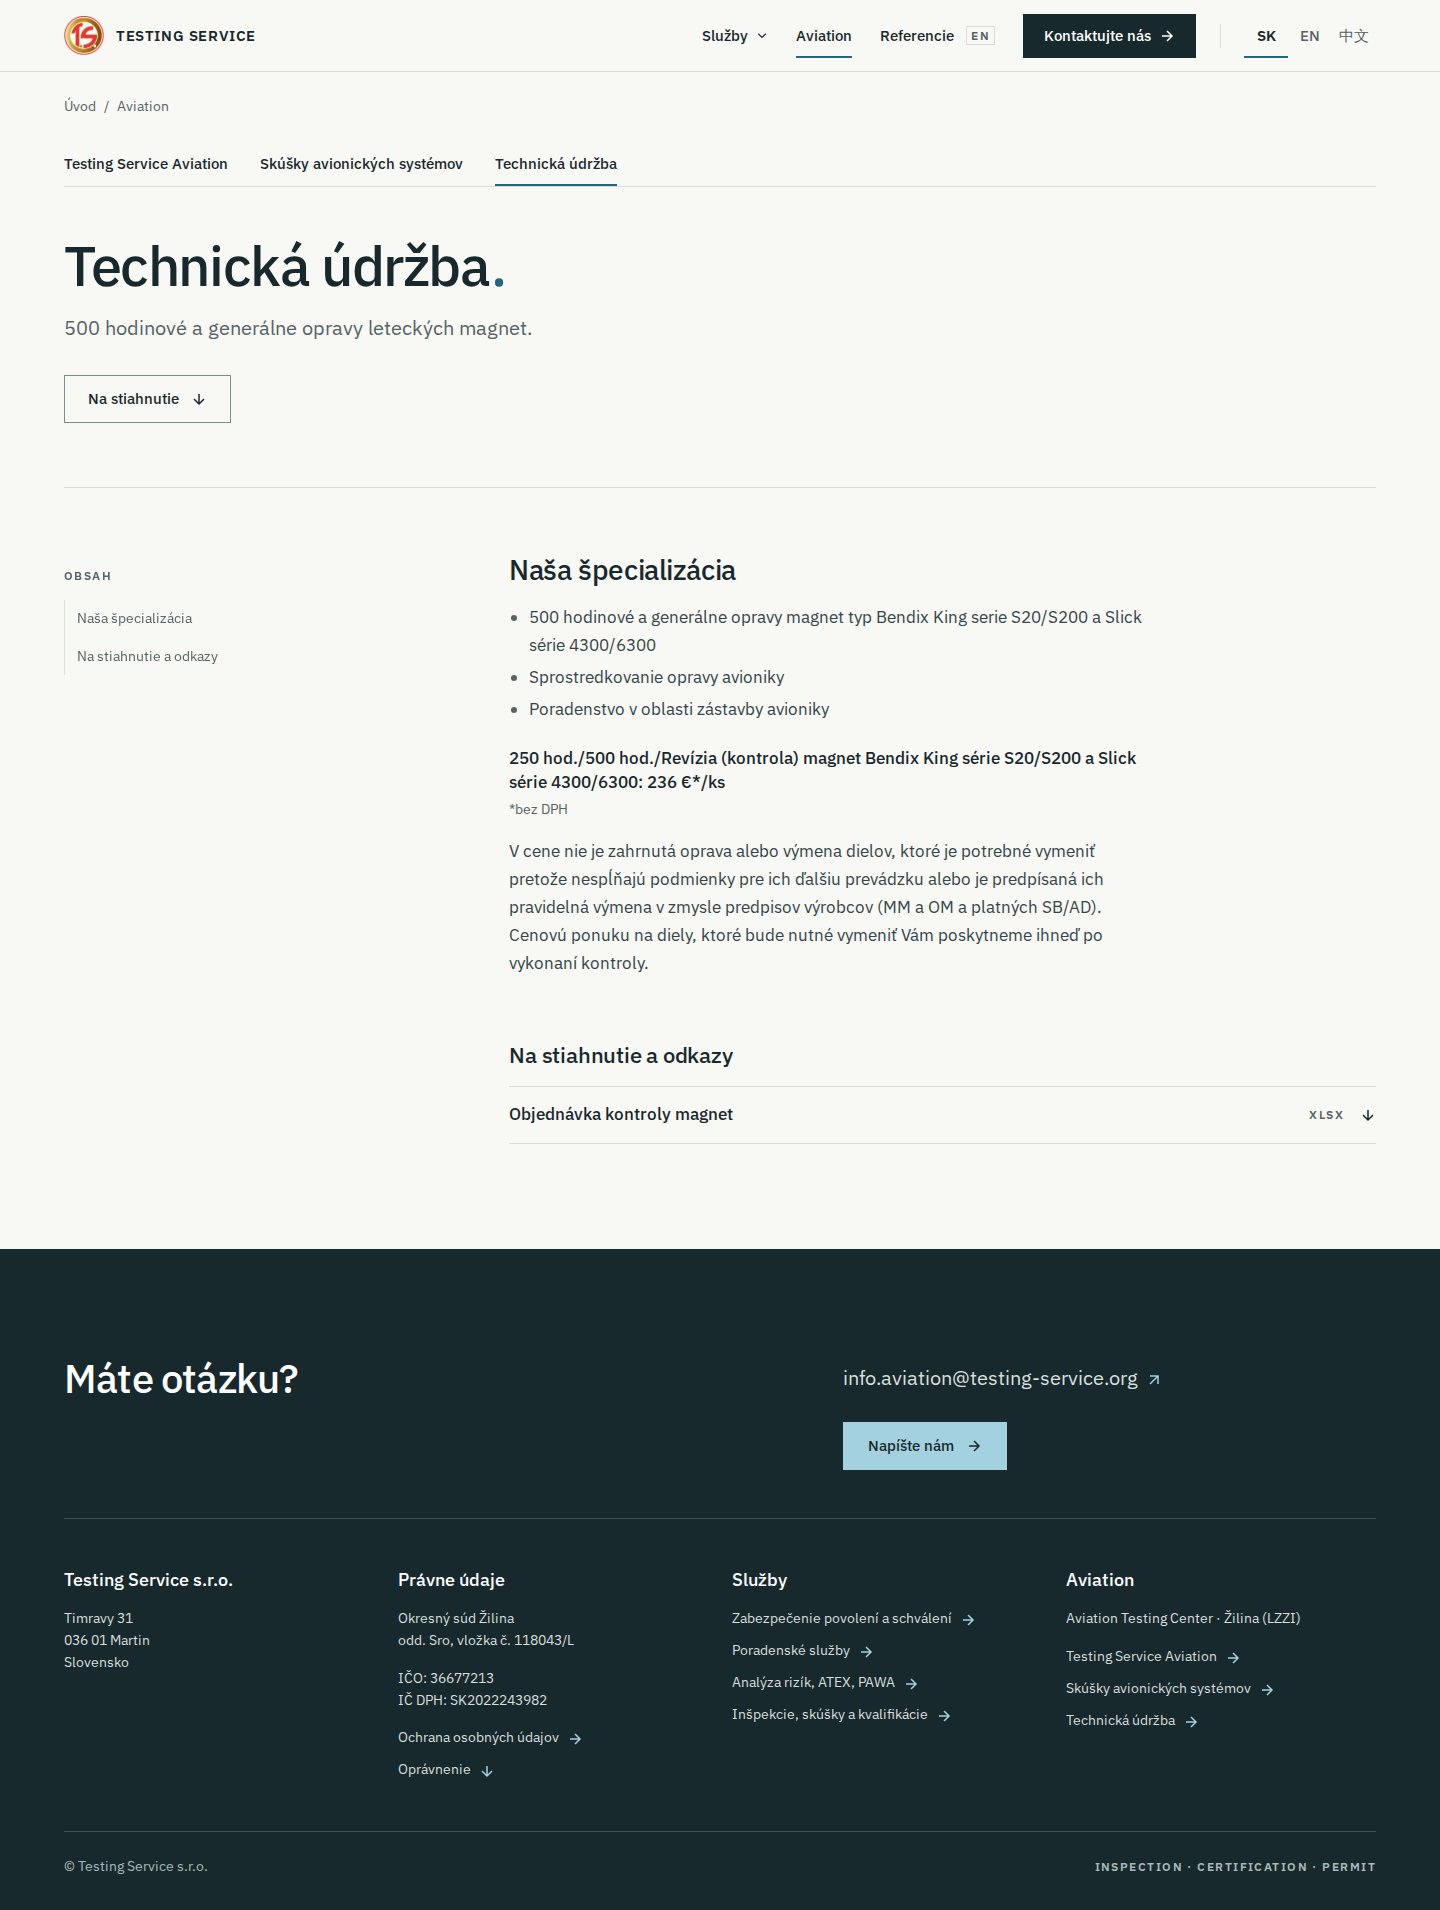 TS TESTING SERVICE
Služby Aviation Referencie EN Kontaktujte nás SK EN 中文
Úvod / Aviation
Testing Service Aviation Skúšky avionických systémov Technická údržba
Technická údržba.
500 hodinové a generálne opravy leteckých magnet.
Na stiahnutie
OBSAH
Naša špecializácia
Na stiahnutie a odkazy
Naša špecializácia
500 hodinové a generálne opravy magnet typ Bendix King serie S20/S200 a Slick
série 4300/6300
Sprostredkovanie opravy avioniky
Poradenstvo v oblasti zástavby avioniky
250 hod./500 hod./Revízia (kontrola) magnet Bendix King série S20/S200 a Slick
série 4300/6300: 236 €*/ks
*bez DPH
V cene nie je zahrnutá oprava alebo výmena dielov, ktoré je potrebné vymeniť
pretože nespĺňajú podmienky pre ich ďalšiu prevádzku alebo je predpísaná ich
pravidelná výmena v zmysle predpisov výrobcov (MM a OM a platných SB/AD).
Cenovú ponuku na diely, ktoré bude nutné vymeniť Vám poskytneme ihneď po
vykonaní kontroly.
Na stiahnutie a odkazy
Objednávka kontroly magnet XLSX
Máte otázku?
info.aviation@testing-service.org
Napíšte nám
Testing Service s.r.o.
Timravy 31
036 01 Martin
Slovensko
Právne údaje
Okresný súd Žilina
odd. Sro, vložka č. 118043/L
IČO: 36677213
IČ DPH: SK2022243982
Ochrana osobných údajov
Oprávnenie
Služby
Zabezpečenie povolení a schválení
Poradenské služby
Analýza rizík, ATEX, PAWA
Inšpekcie, skúšky a kvalifikácie
Aviation
Aviation Testing Center · Žilina (LZZI)
Testing Service Aviation
Skúšky avionických systémov
Technická údržba
© Testing Service s.r.o.
INSPECTION · CERTIFICATION · PERMIT